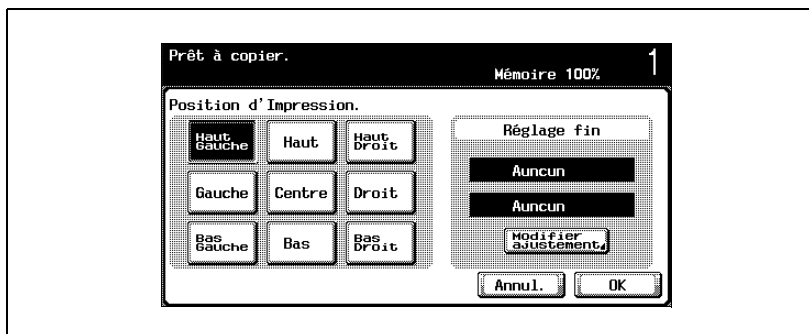 Prêt à copier.
Mémoire 100%
1
Position d'Impression.
Haut
Gauche
Haut
Haut
Droit
Gauche
Centre
Droit
Bas
Gauche
Bas
Bas
Droit
Réglage fin
Auncun
Auncun
Modifier
ajustement
Annul.
OK